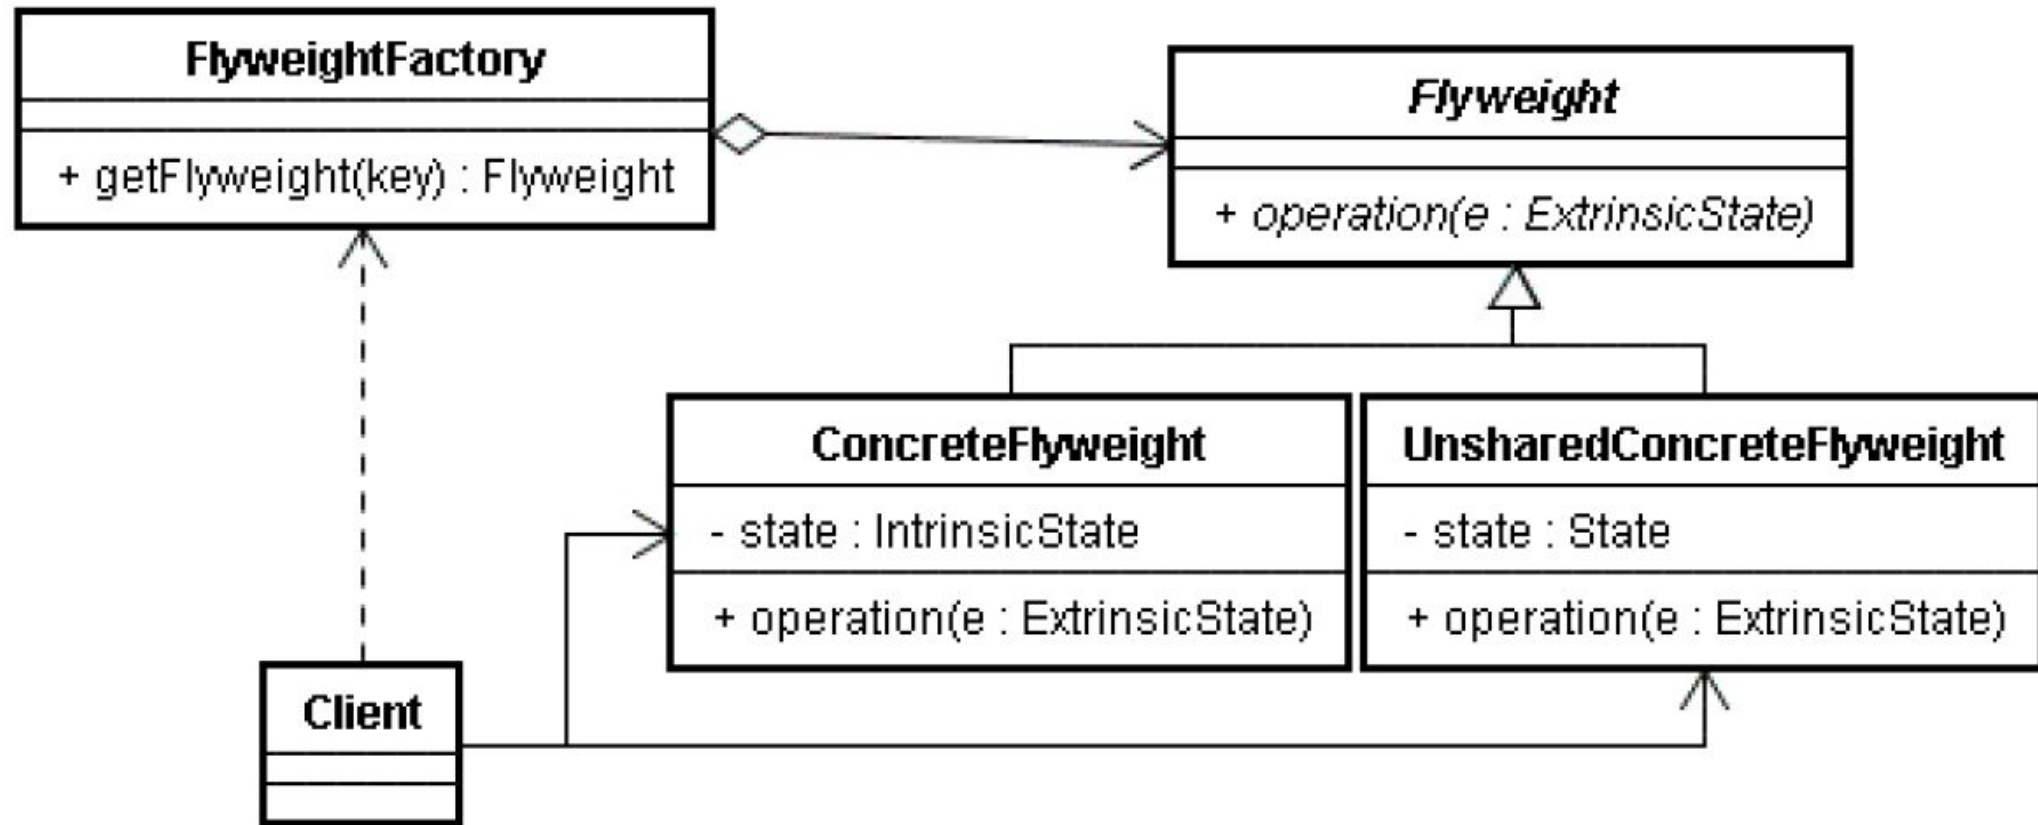 FlyweightFactory
+ getFlyweight(key) : Flyweight
Flyweight
+ operation(e : ExtrinsicState)
ConcreteFlyweight
- state : IntrinsicState
+ operation(e : ExtrinsicState)
UnsharedConcreteFlyweight
- state : State
+ operation(e : ExtrinsicState)
Client